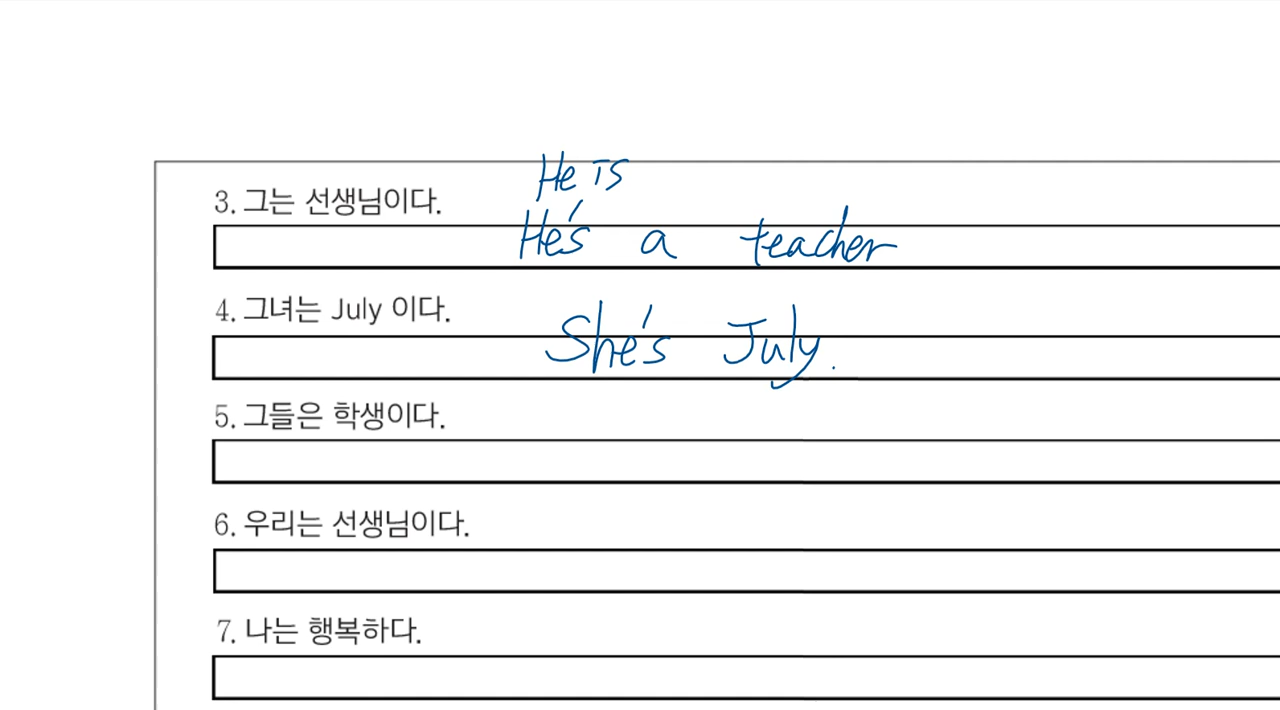 He is
3. 그는 선생님이다.
He's a teacher
4. 그녀는 July 이다.
She's July.
5. 그들은 학생이다.
6. 우리는 선생님이다.
7. 나는 행복하다.